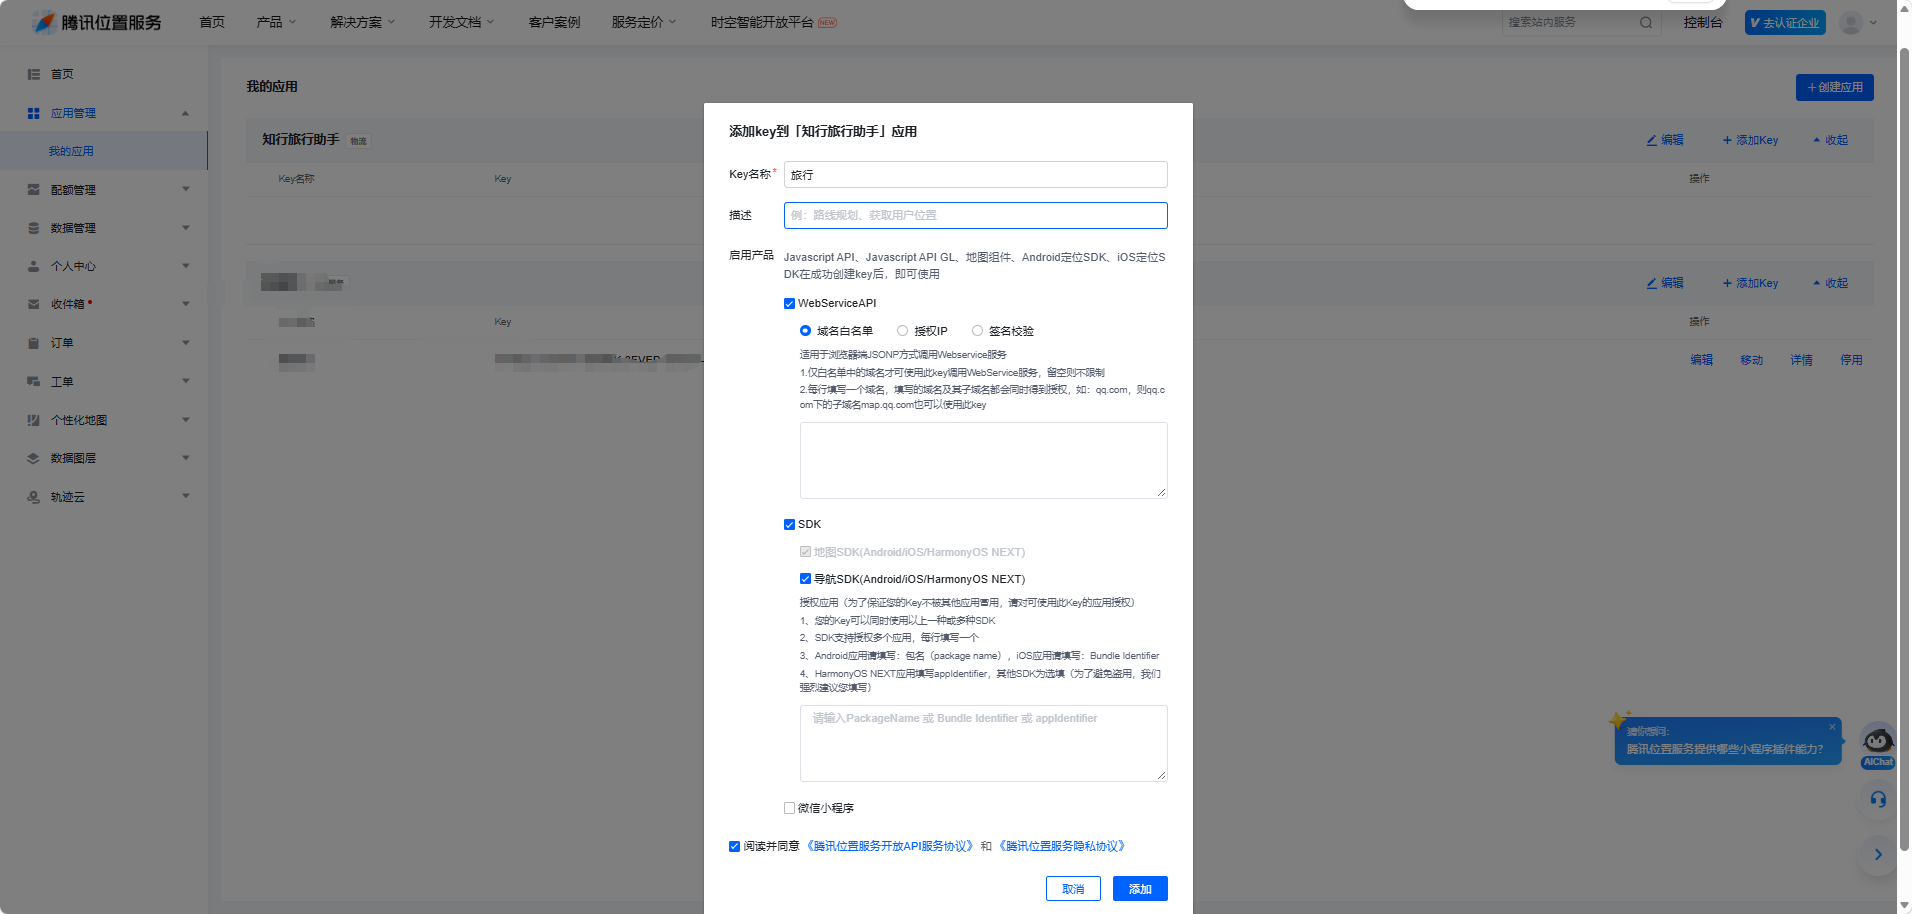 腾讯位置服务
首页 产品 解决方案 开发文档 客户案例 服务定价 时空智能开放平台 NEW
搜索站内服务 控制台 去认证企业
首页
应用管理
我的应用
配额管理
数据管理
个人中心
收件箱
订单
工单
个性化地图
数据图层
轨迹云
我的应用
+创建应用
知行旅行助手 物流
编辑 + 添加Key 收起
Key名称 Key 操作
编辑 + 添加Key 收起
Key 操作
编辑 移动 详情 停用
添加key到「知行旅行助手」应用
Key名称* 旅行
描述 例：路线规划、获取用户位置
启用产品 Javascript API、Javascript API GL、地图组件、Android定位SDK、iOS定位S
DK在成功创建key后，即可使用
WebServiceAPI
域名白名单 授权IP 签名校验
适用于浏览器端JSONP方式调用Webservice服务
1.仅白名单中的域名才可使用此key调用WebService服务，留空则不限制
2.每行填写一个域名，填写的域名及其子域名都会同时得到授权，如：qq.com，则qq.c
om下的子域名map.qq.com也可以使用此key
SDK
地图SDK(Android/iOS/HarmonyOS NEXT)
导航SDK(Android/iOS/HarmonyOS NEXT)
授权应用（为了保证您的Key不被其他应用冒用，请对可使用此Key的应用授权）
1、您的Key可以同时使用以上一种或多种SDK
2、SDK支持授权多个应用，每行填写一个
3、Android应用请填写：包名（package name），iOS应用请填写：Bundle Identifier
4、HarmonyOS NEXT应用填写appIdentifier，其他SDK为选填（为了避免盗用，我们
强烈建议您填写）
请输入PackageName 或 Bundle Identifier 或 appIdentifier
微信小程序
阅读并同意《腾讯位置服务开放API服务协议》 和 《腾讯位置服务隐私协议》
取消 添加
猜你想问：
腾讯位置服务提供哪些小程序插件能力？
AIChat